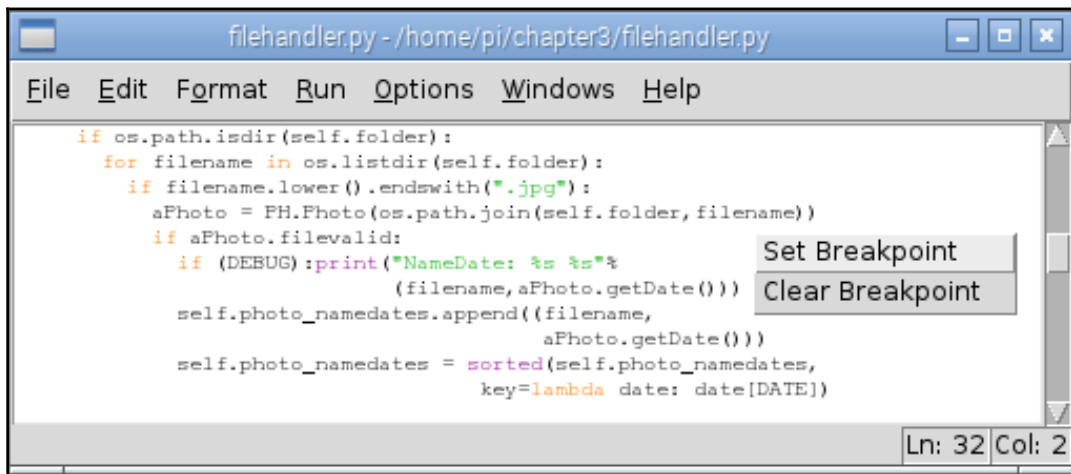 filehandler.py - /home/pi/chapter3/filehandler.py
File Edit Format Run Options Windows Help
if os.path.isdir(self.folder):
for filename in os.listdir(self.folder):
if filename.lower().endswith(".jpg"):
aPhoto = PH.Photo(os.path.join(self.folder,filename))
if aPhoto.filevalid:
if (DEBUG):print("NameDate: %s %s"%
(filename,aPhoto.getDate()))
self.photo_namedates.append((filename,
aPhoto.getDate()))
self.photo_namedates = sorted(self.photo_namedates,
key=lambda date: date[DATE])
Set Breakpoint
Clear Breakpoint
Ln: 32 Col: 2